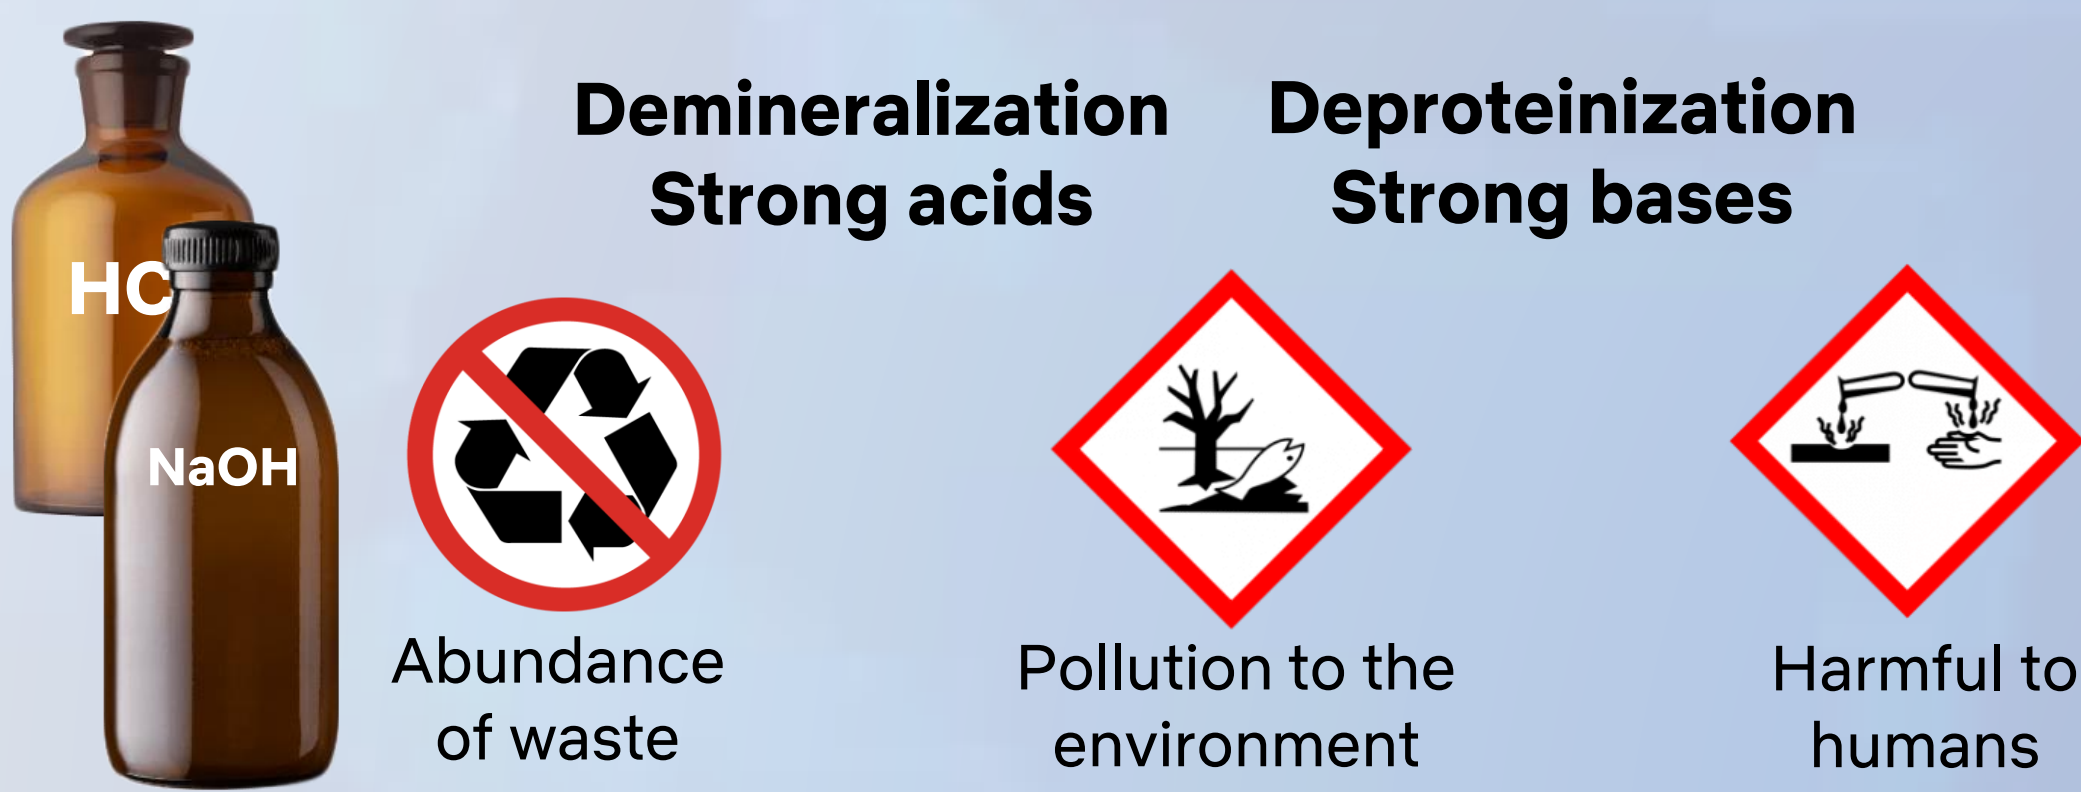 Demineralization
Strong acids
Deproteinization
Strong bases
HC
NaOH
Abundance
of waste
Pollution to the
environment
Harmful to
humans